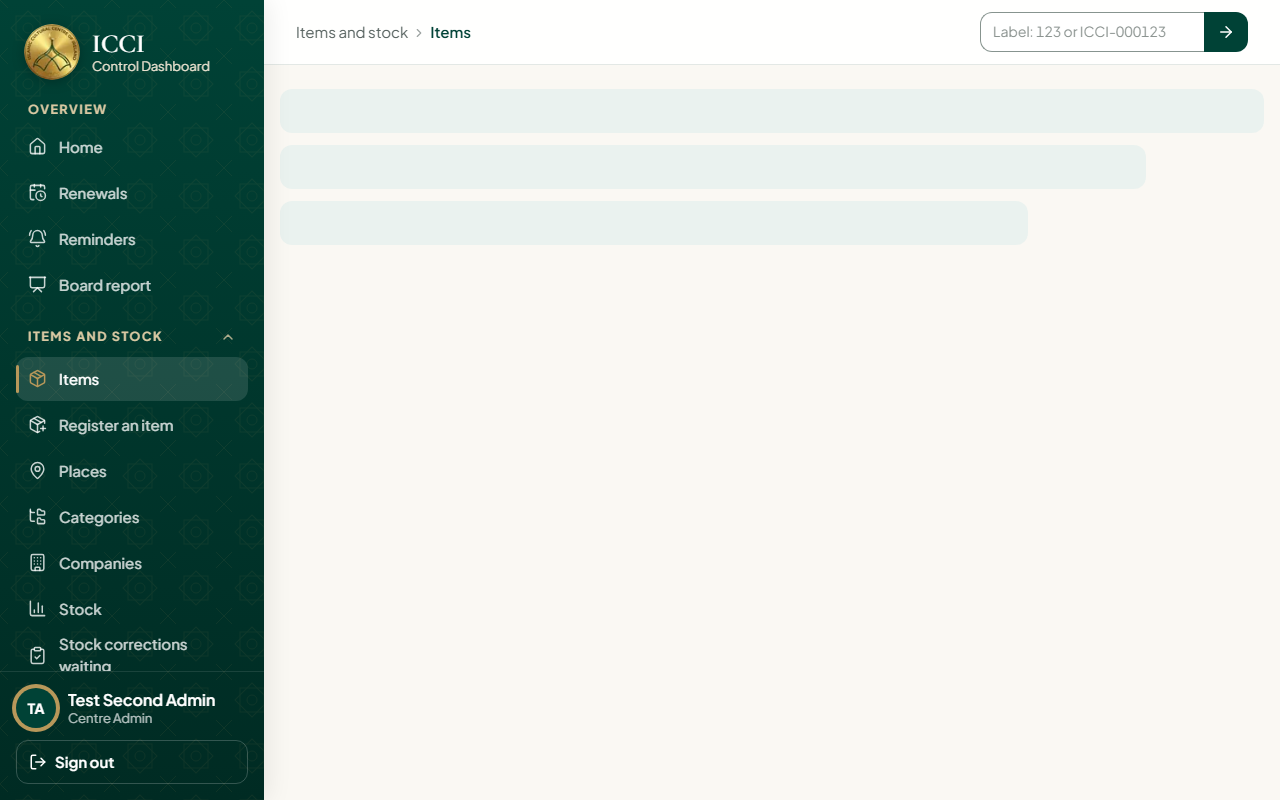 ICCI
Control Dashboard
OVERVIEW
Home
Renewals
Reminders
Board report
ITEMS AND STOCK
Items
Register an item
Places
Categories
Companies
Stock
Stock corrections
waiting
TA
Test Second Admin
Centre Admin
Sign out
Items and stock
Items
Label: 123 or ICCI-000123